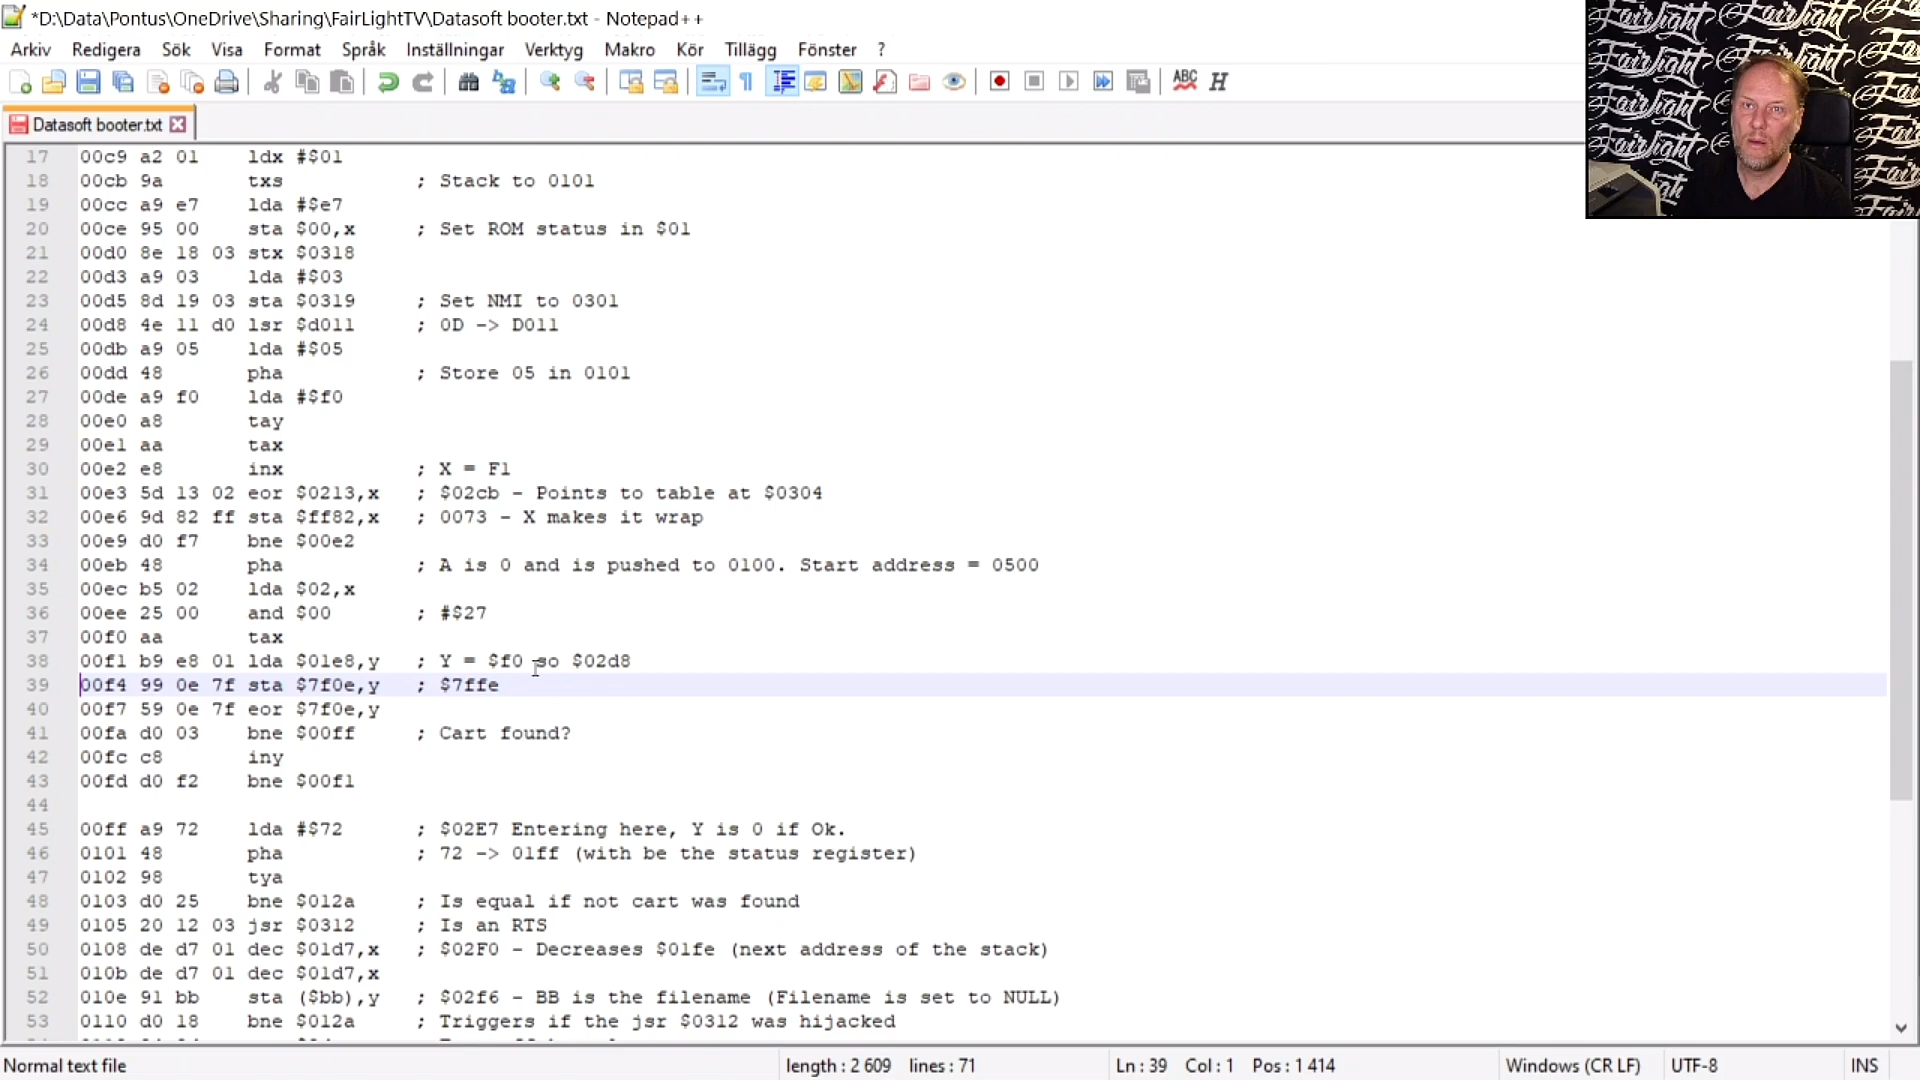 *D:\Data\Pontus\OneDrive\Sharing\FairLightTV\Datasoft booter.txt - Notepad++
Arkiv Redigera Sök Visa Format Språk Inställningar Verktyg Makro Kör Tillägg Fönster ?
ABC H
Datasoft booter.txt
17 00c9 a2 01 ldx #$01
18 00cb 9a txs ; Stack to 0101
19 00cc a9 e7 lda #$e7
20 00ce 95 00 sta $00,x ; Set ROM status in $01
21 00d0 8e 18 03 stx $0318
22 00d3 a9 03 lda #$03
23 00d5 8d 19 03 sta $0319 ; Set NMI to 0301
24 00d8 4e 11 d0 lsr $d011 ; 0D -> D011
25 00db a9 05 lda #$05
26 00dd 48 pha ; Store 05 in 0101
27 00de a9 f0 lda #$f0
28 00e0 a8 tay
29 00e1 aa tax
30 00e2 e8 inx ; X = F1
31 00e3 5d 13 02 eor $0213,x ; $02cb - Points to table at $0304
32 00e6 9d 82 ff sta $ff82,x ; 0073 - X makes it wrap
33 00e9 d0 f7 bne $00e2
34 00eb 48 pha ; A is 0 and is pushed to 0100. Start address = 0500
35 00ec b5 02 lda $02,x
36 00ee 25 00 and $00 ; #$27
37 00f0 aa tax
38 00f1 b9 e8 01 lda $01e8,y ; Y = $f0 so $02d8
39 00f4 99 0e 7f sta $7f0e,y ; $7ffe
40 00f7 59 0e 7f eor $7f0e,y
41 00fa d0 03 bne $00ff ; Cart found?
42 00fc c8 iny
43 00fd d0 f2 bne $00f1
44
45 00ff a9 72 lda #$72 ; $02E7 Entering here, Y is 0 if Ok.
46 0101 48 pha ; 72 -> 01ff (with be the status register)
47 0102 98 tya
48 0103 d0 25 bne $012a ; Is equal if not cart was found
49 0105 20 12 03 jsr $0312 ; Is an RTS
50 0108 de d7 01 dec $01d7,x ; $02F0 - Decreases $01fe (next address of the stack)
51 010b de d7 01 dec $01d7,x
52 010e 91 bb sta ($bb),y ; $02f6 - BB is the filename (Filename is set to NULL)
53 0110 d0 18 bne $012a ; Triggers if the jsr $0312 was hijacked
Normal text file length : 2 609 lines : 71 Ln : 39 Col : 1 Pos : 1 414 Windows (CR LF) UTF-8 INS
Fairlight